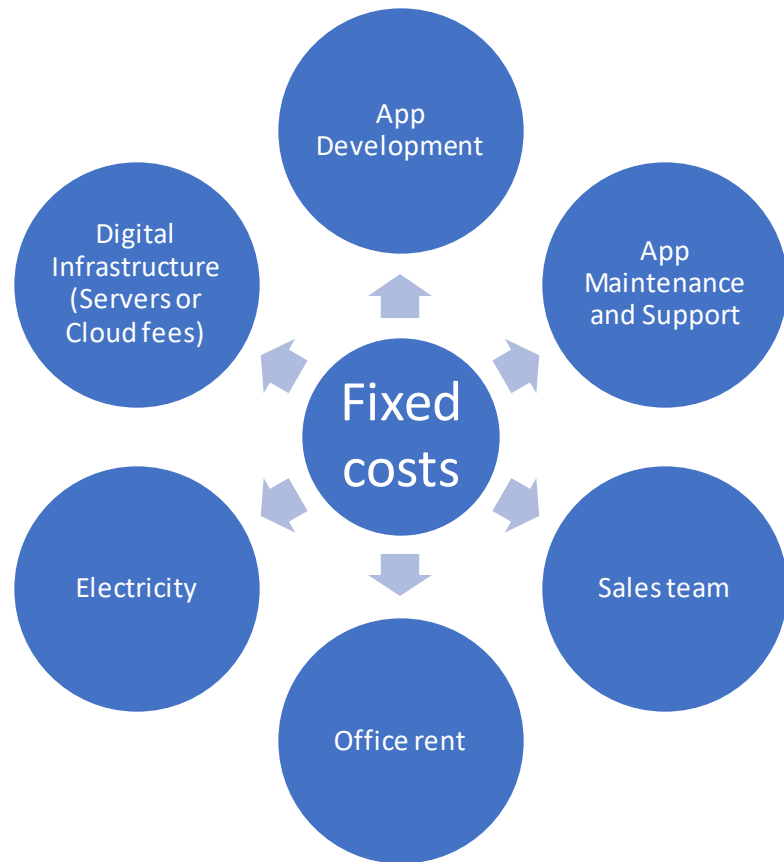 App
Development
App
Maintenance
and Support
Sales team
Office rent
Electricity
Digital
Infrastructure
(Servers or
Cloud fees)
Fixed
costs